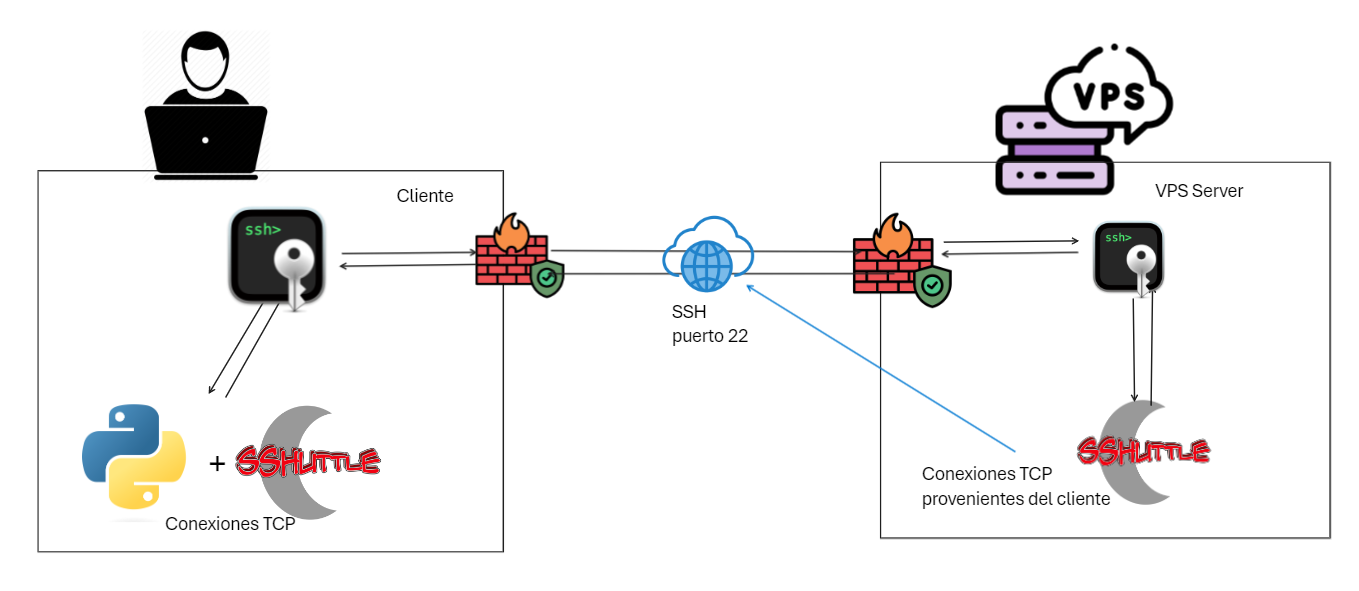 VPS
Cliente
VPS Server
ssh>
ssh>
SSH
puerto 22
+ SSHUTTLE
SSHUTTLE
Conexiones TCP
provenientes del cliente
Conexiones TCP